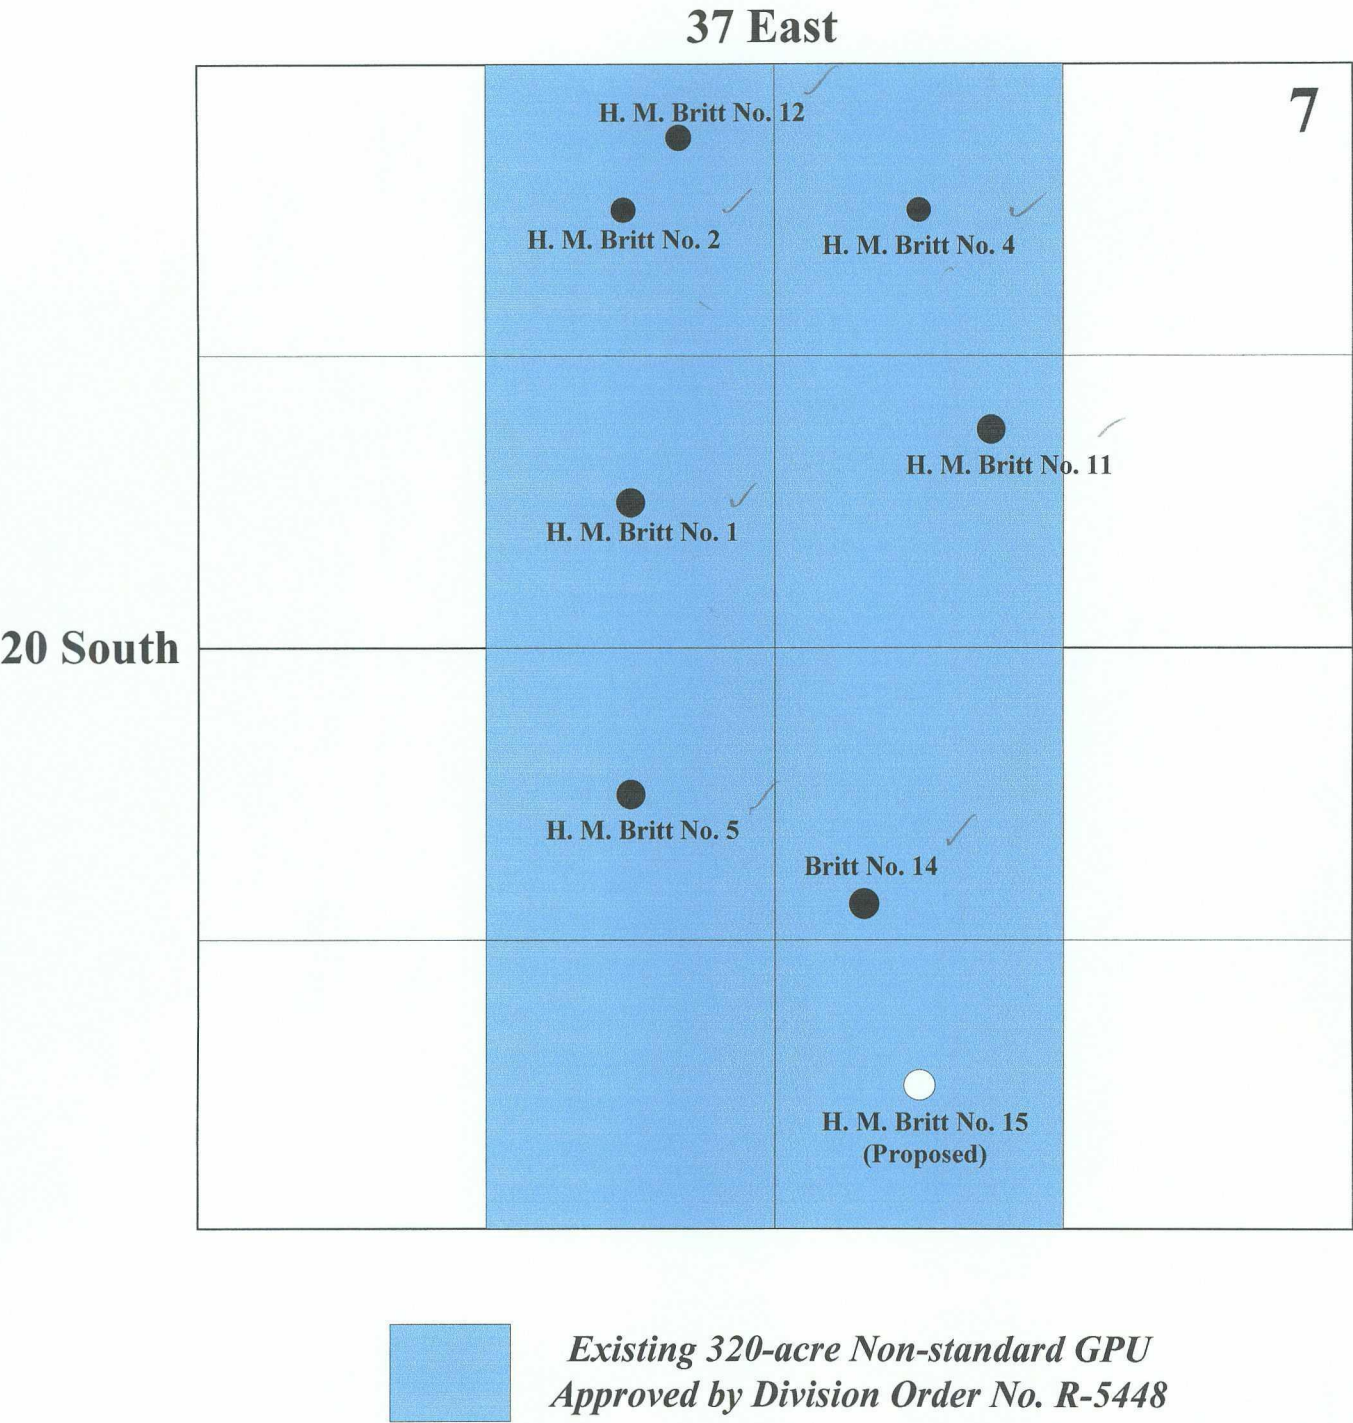 37 East
7
H. M. Britt No. 12
H. M. Britt No. 2
H. M. Britt No. 4
H. M. Britt No. 11
H. M. Britt No. 1
20 South
H. M. Britt No. 5
Britt No. 14
H. M. Britt No. 15
(Proposed)
Existing 320-acre Non-standard GPU
Approved by Division Order No. R-5448